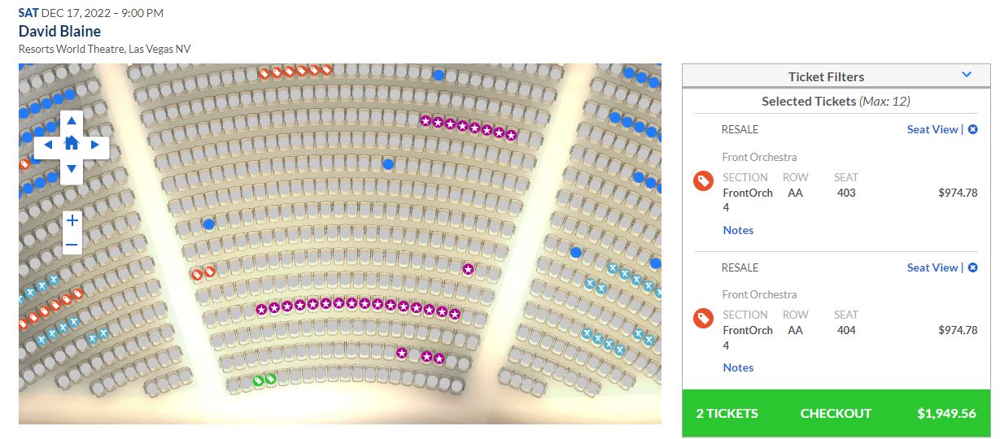 SAT DEC 17, 2022 – 9:00 PM
David Blaine
Resorts World Theatre, Las Vegas NV
Ticket Filters
Selected Tickets (Max: 12)
RESALE Seat View |
Front Orchestra
SECTION ROW SEAT
FrontOrch 4 AA 403 $974.78
Notes
RESALE Seat View |
Front Orchestra
SECTION ROW SEAT
FrontOrch 4 AA 404 $974.78
Notes
2 TICKETS CHECKOUT $1,949.56